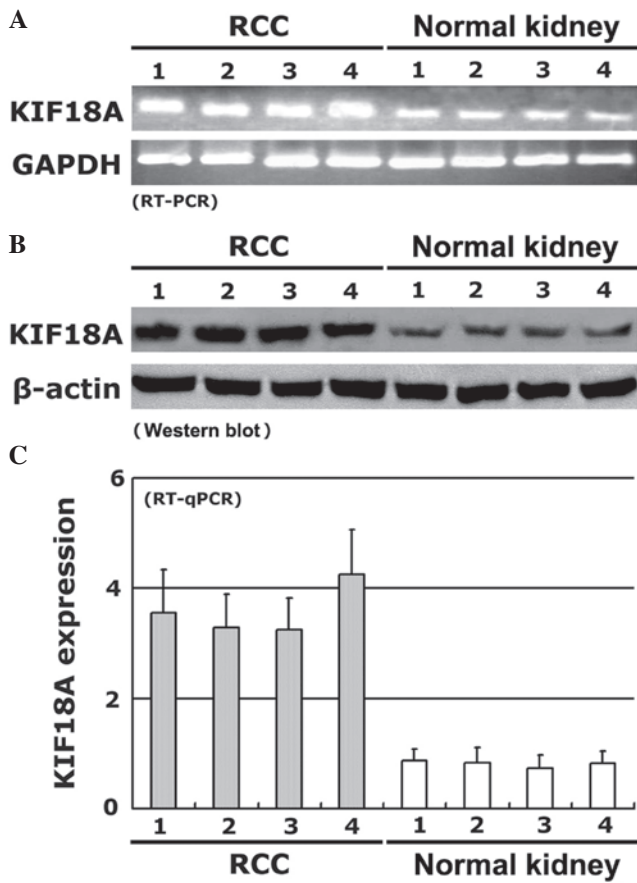 A
RCC Normal kidney
1 2 3 4 1 2 3 4
KIF18A
GAPDH
(RT-PCR)
B
RCC Normal kidney
1 2 3 4 1 2 3 4
KIF18A
β-actin
(Western blot)
C
6
(RT-qPCR)
4
2
0
KIF18A expression
1 2 3 4 1 2 3 4
RCC Normal kidney